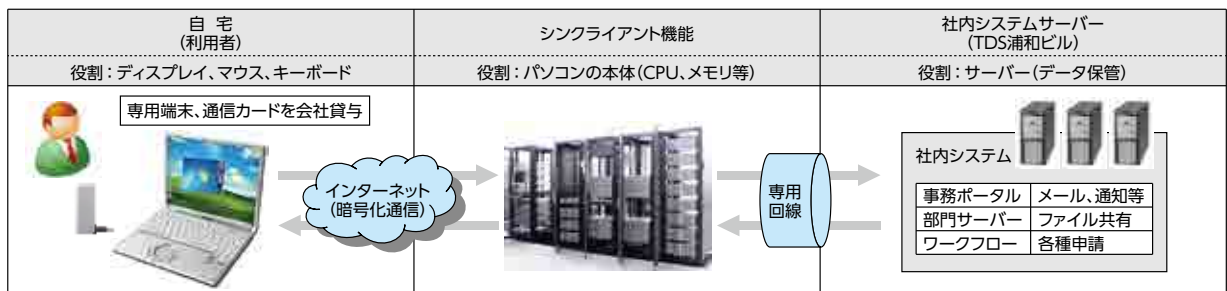 自 宅
(利用者)
シンクライアント機能
社内システムサーバー
(TDS浦和ビル)
役割：ディスプレイ、マウス、キーボード
役割：パソコンの本体(CPU、メモリ等)
役割：サーバー(データ保管)
専用端末、通信カードを会社貸与
インターネット
(暗号化通信)
専用
回線
社内システム
事務ポータル メール、通知等
部門サーバー ファイル共有
ワークフロー 各種申請